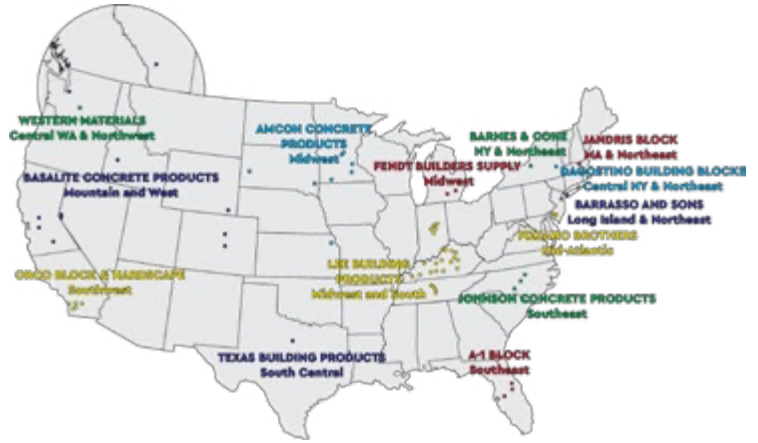 WESTERN MATERIALS
Central WA & Northwest
AMCON CONCRETE
PRODUCTS
Midwest
BARNES & CONE
NY & Northeast
JANDRIS BLOCK
MA & Northeast
FENDT BUILDERS SUPPLY
Midwest
DAGOSTINO BUILDING BLOCKS
Central NY & Northeast
BASALITE CONCRETE PRODUCTS
Mountain and West
BARRASSO AND SONS
Long Island & Northeast
BROTHERS
Mid-Atlantic
ORCO BLOCK & HARDSCAPE
Southwest
LEE BUILDING
PRODUCTS
Midwest and South
JOHNSON CONCRETE PRODUCTS
Southeast
TEXAS BUILDING PRODUCTS
South Central
A-1 BLOCK
Southeast